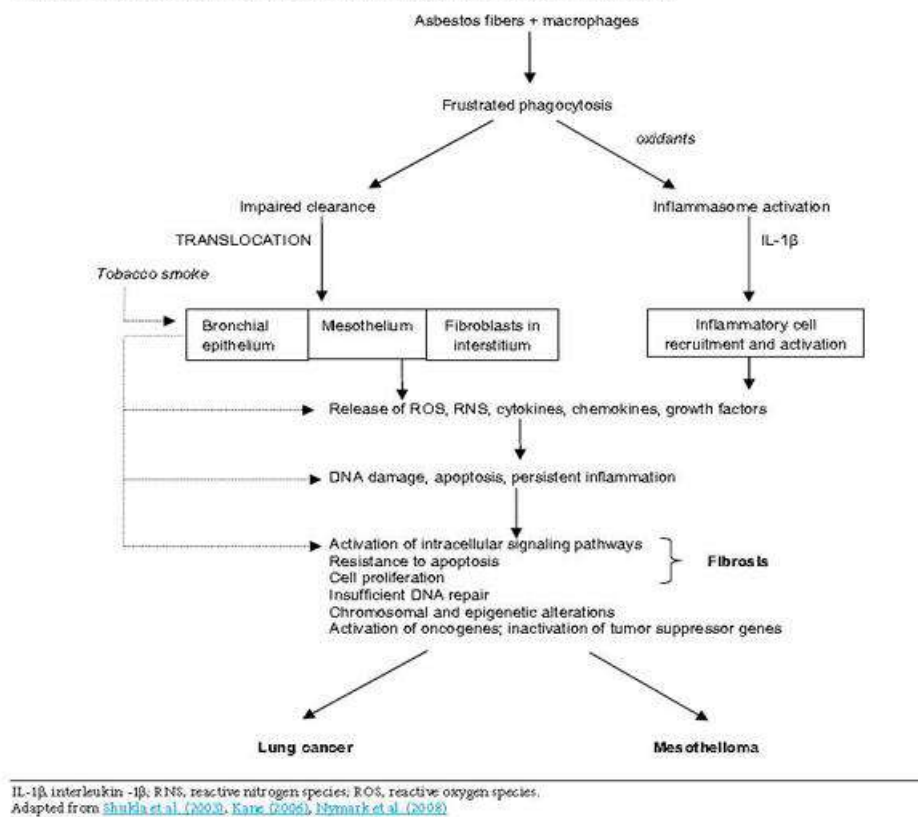 Asbestos fibers + macrophages
Frustrated phagocytosis
oxidants
Impaired clearance
Inflammasome activation
TRANSLOCATION
IL-1β
Tobacco smoke
Bronchial epithelium
Mesothelium
Fibroblasts in interstitium
Inflammatory cell recruitment and activation
Release of ROS, RNS, cytokines, chemokines, growth factors
DNA damage, apoptosis, persistent inflammation
Activation of intracellular signaling pathways
Resistance to apoptosis
Cell proliferation
Fibrosis
Insufficient DNA repair
Chromosomal and epigenetic alterations
Activation of oncogenes; inactivation of tumor suppressor genes
Lung cancer
Mesothelioma
IL-1β, interleukin -1β; RNS, reactive nitrogen species; ROS, reactive oxygen species.
Adapted from Shukla et al. (2003), Kane (2006), Nymark et al. (2008)